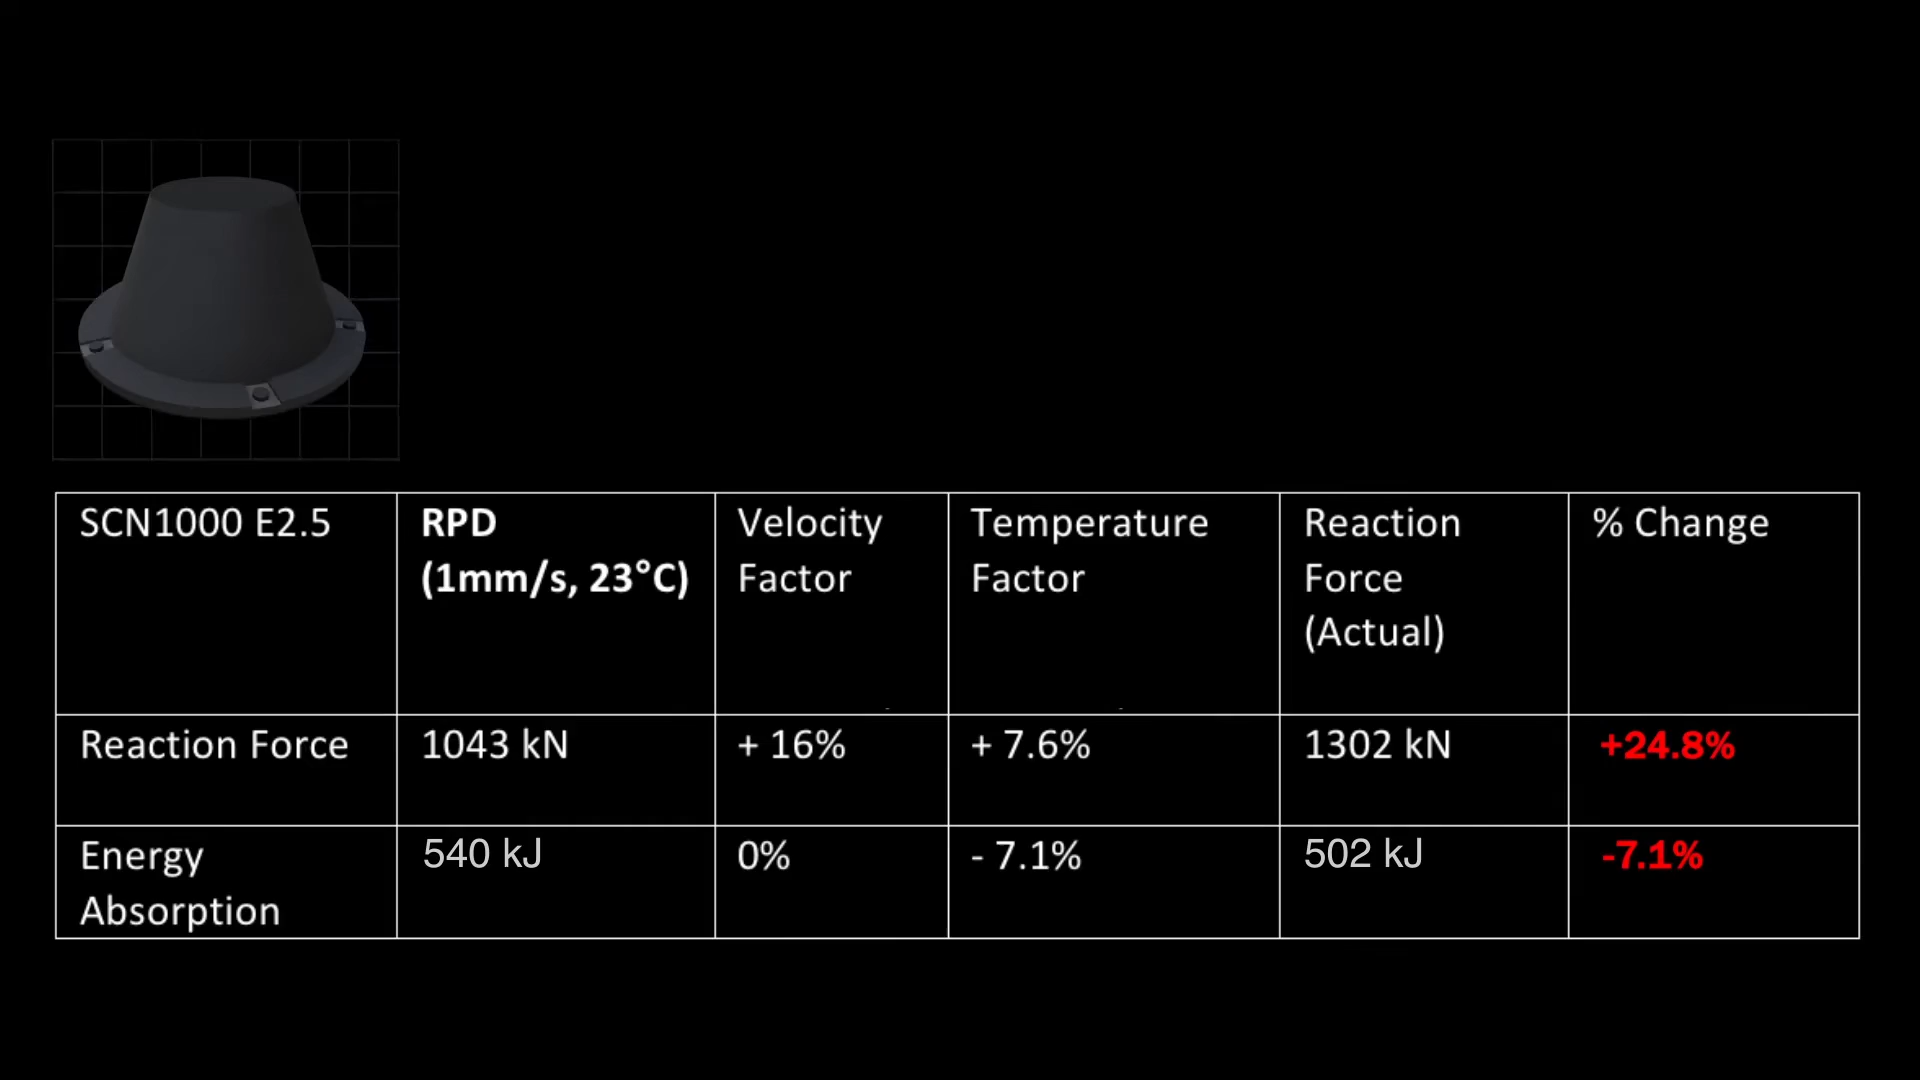 SCN1000 E2.5
RPD
(1mm/s, 23°C)
Velocity
Factor
Temperature
Factor
Reaction
Force
(Actual)
% Change
Reaction Force
1043 kN
+ 16%
+ 7.6%
1302 kN
+24.8%
Energy
Absorption
540 kJ
0%
- 7.1%
502 kJ
-7.1%